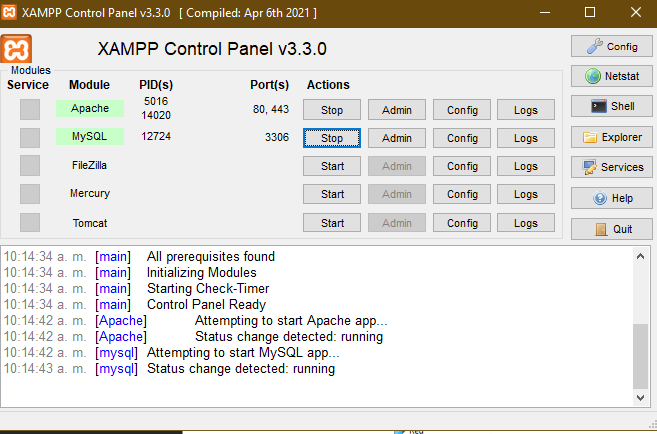 XAMPP Control Panel v3.3.0 [ Compiled: Apr 6th 2021 ]
XAMPP Control Panel v3.3.0
Config
Modules
Service Module PID(s) Port(s) Actions
Netstat
Apache 5016 14020 80, 443 Stop Admin Config Logs
Shell
MySQL 12724 3306 Stop Admin Config Logs
Explorer
FileZilla Start Admin Config Logs
Services
Mercury Start Admin Config Logs
Help
Tomcat Start Admin Config Logs
Quit
10:14:34 a. m. [main] All prerequisites found
10:14:34 a. m. [main] Initializing Modules
10:14:34 a. m. [main] Starting Check-Timer
10:14:34 a. m. [main] Control Panel Ready
10:14:42 a. m. [Apache] Attempting to start Apache app...
10:14:42 a. m. [Apache] Status change detected: running
10:14:42 a. m. [mysql] Attempting to start MySQL app...
10:14:43 a. m. [mysql] Status change detected: running